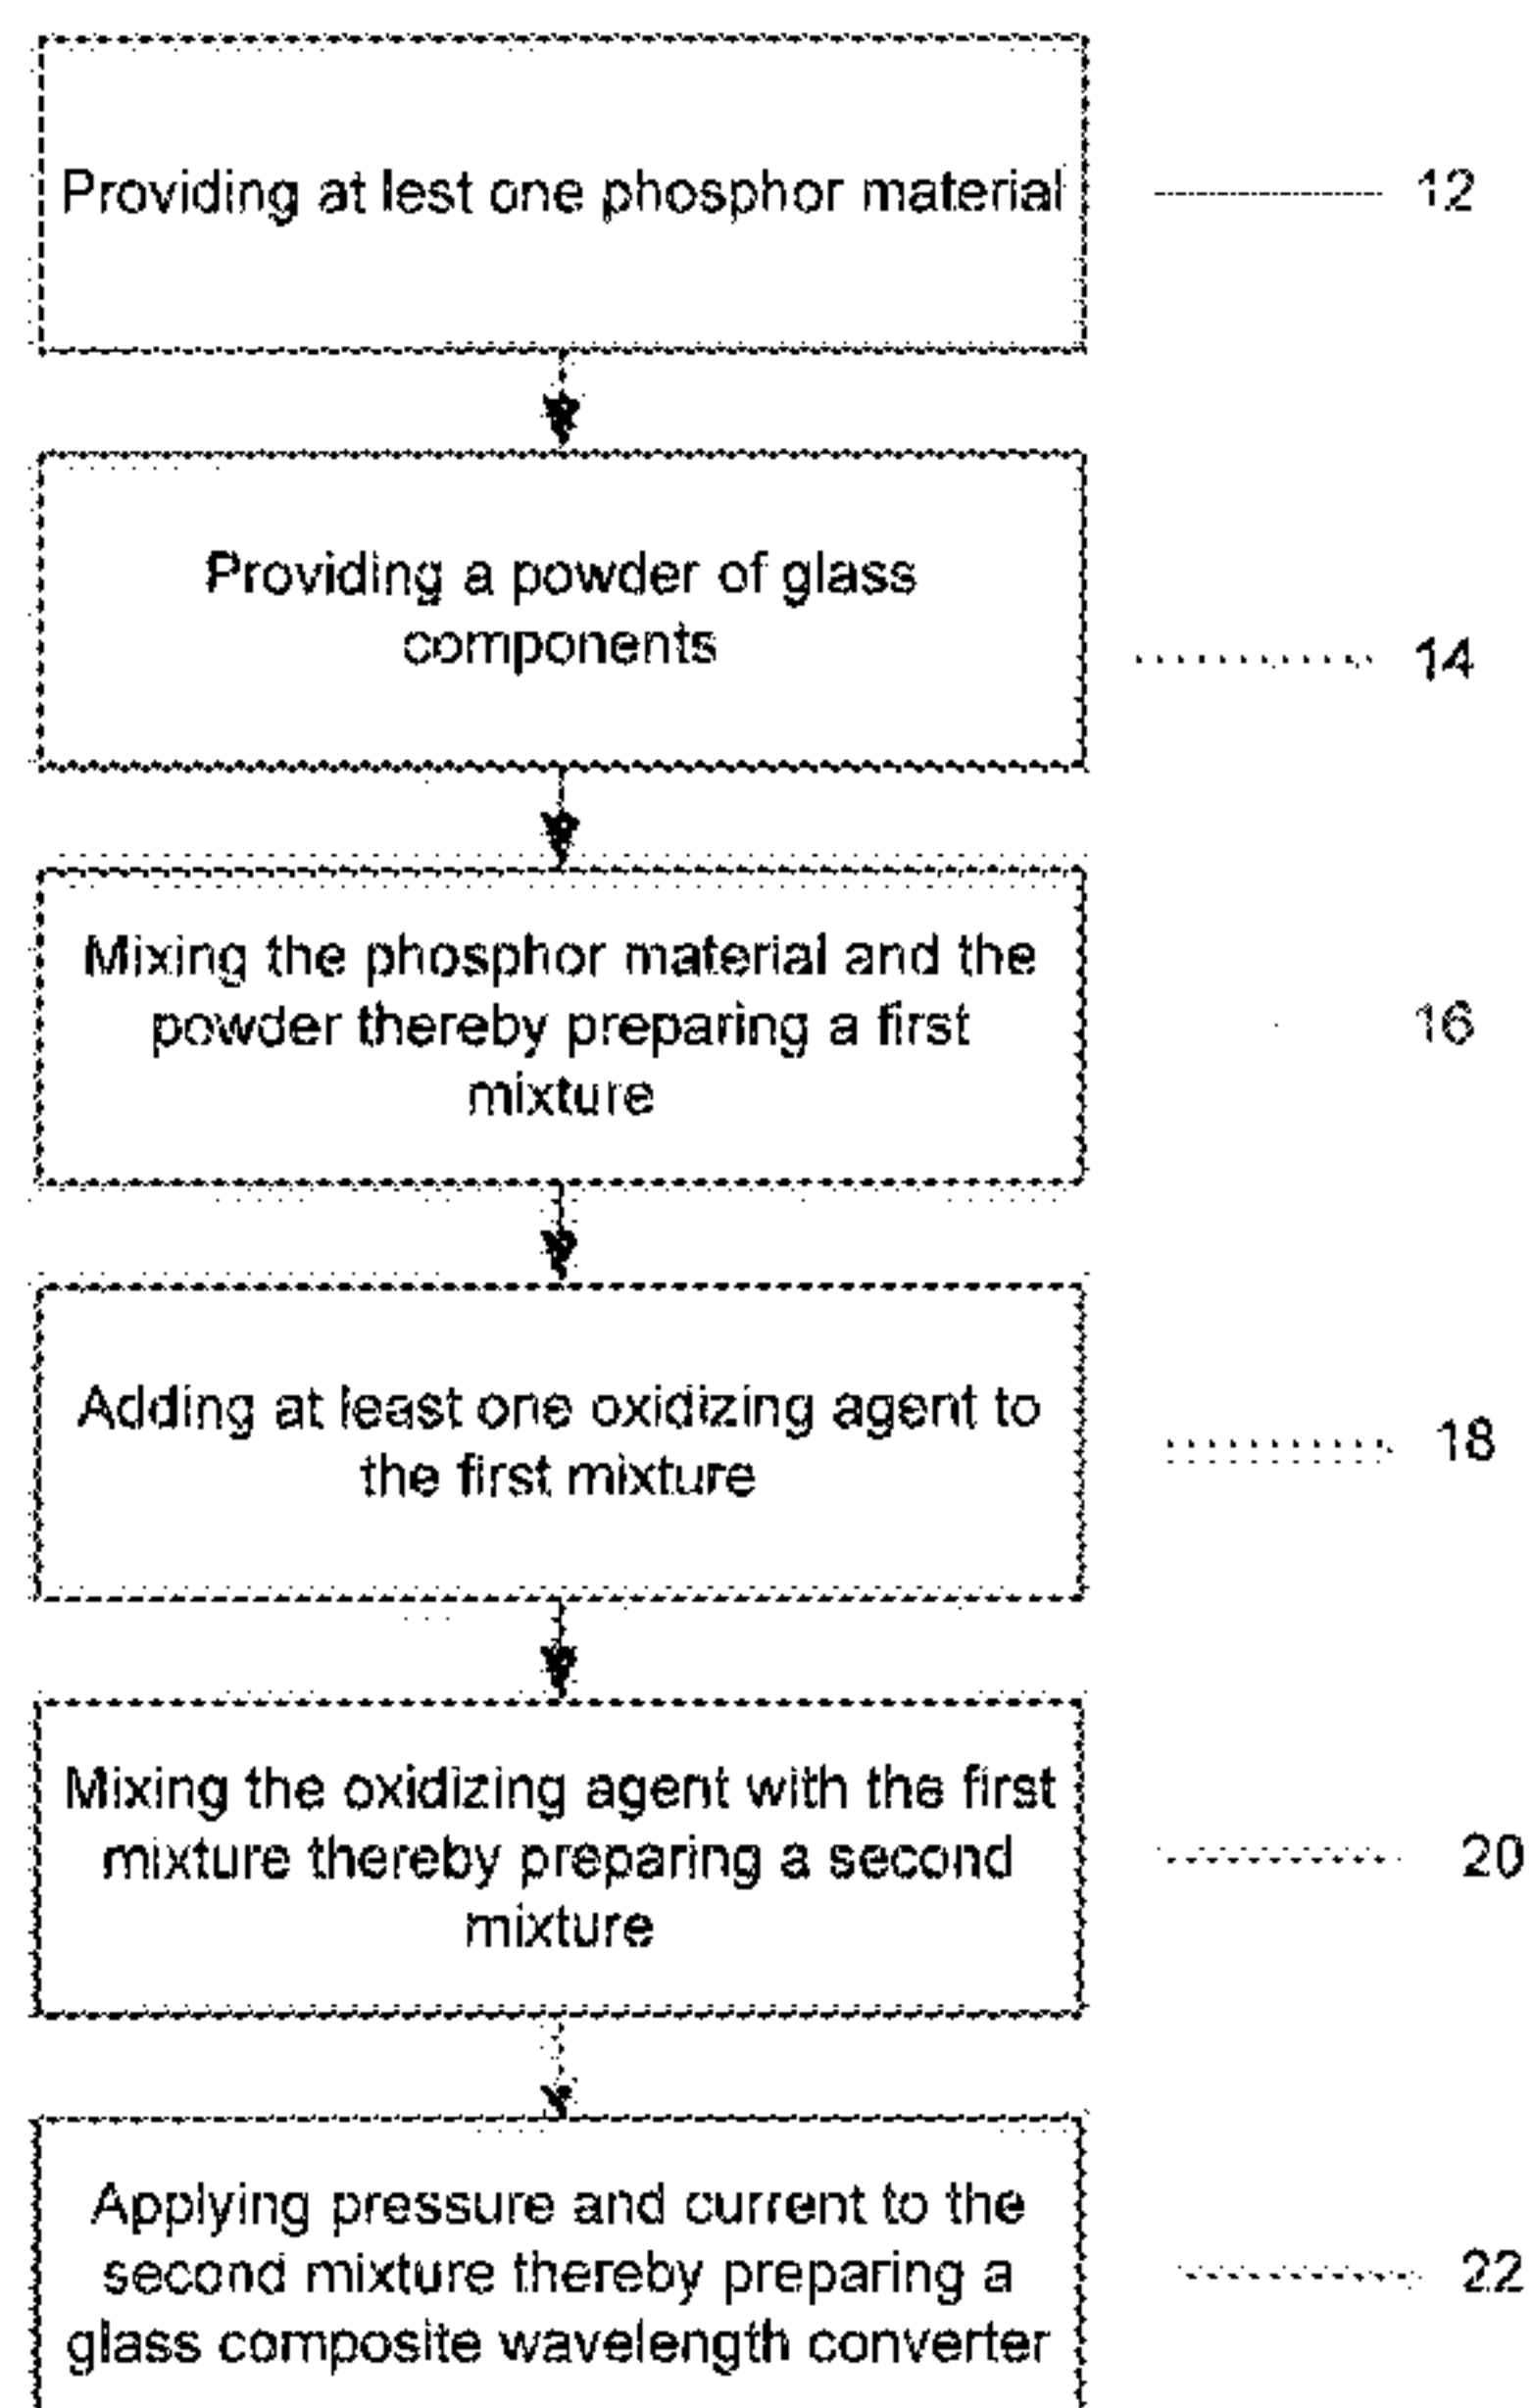 Providing at lest one phosphor material
12
Providing a powder of glass
components
14
Mixing the phosphor material and the
powder thereby preparing a first
mixture
16
Adding at least one oxidizing agent to
the first mixture
18
Mixing the oxidizing agent with the first
mixture thereby preparing a second
mixture
20
Applying pressure and current to the
second mixture thereby preparing a
glass composite wavelength converter
22